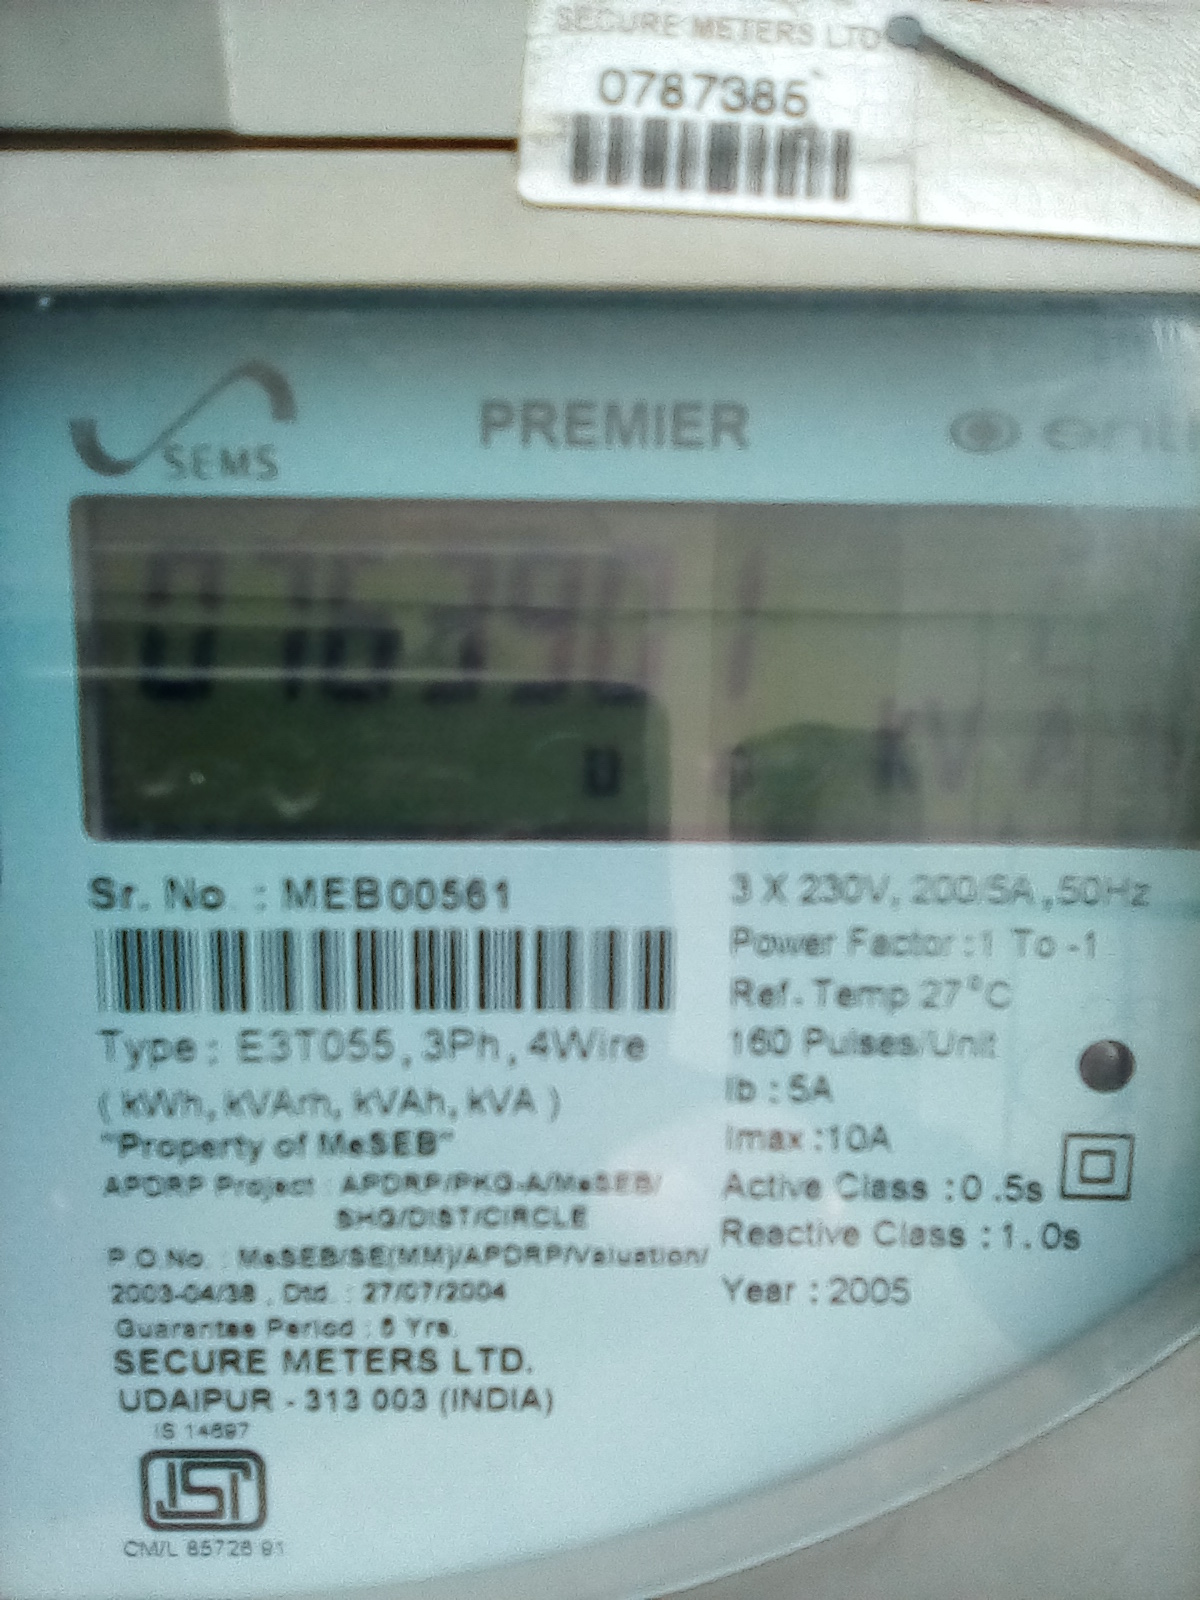 SECURE METERS LTD.
0787385
SEMS
PREMIER
kV
Sr. No. : MEB00561
Type : E3T055, 3Ph, 4Wire
( kWh, kVArh, kVAh, kVA )
"Property of MeSEB"
APDRP Project : APDRP/PKG-A/MeSEB/
SHG/DIST/CIRCLE
P.O.No. : MeSEB/SE(MM)/APDRP/Valuation/
2003-04/38 , Dtd. : 27/07/2004
Guarantee Period : 5 Yrs.
SECURE METERS LTD.
UDAIPUR - 313 003 (INDIA)
IS 14697
ISI
CM/L 85728 91
3 X 230V, 200/5A ,50Hz
Power Factor :1 To -1
Ref. Temp 27°C
160 Pulses/Unit
Ib : 5A
Imax :10A
Active Class :0 .5s
Reactive Class : 1.0s
Year : 2005